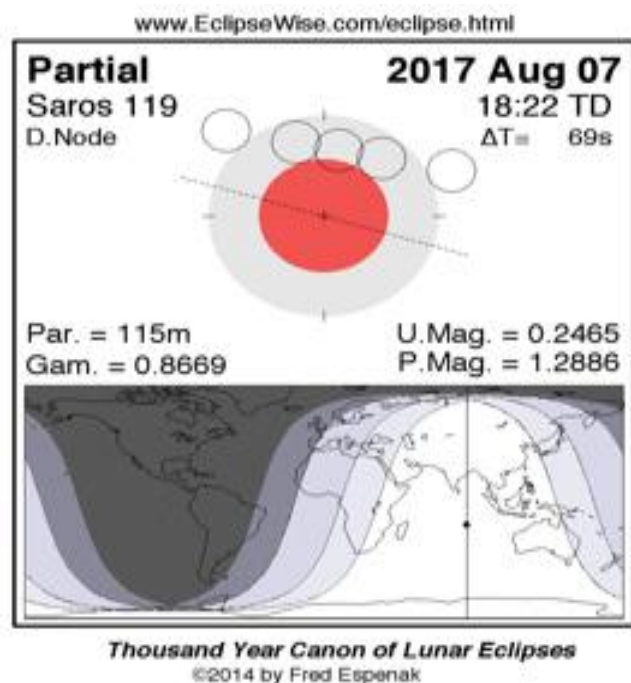 www.EclipseWise.com/eclipse.html
Partial 2017 Aug 07
Saros 119 18:22 TD
D.Node ΔT= 69s
Par. = 115m U.Mag. = 0.2465
Gam. = 0.8669 P.Mag. = 1.2886
Thousand Year Canon of Lunar Eclipses
©2014 by Fred Espenak